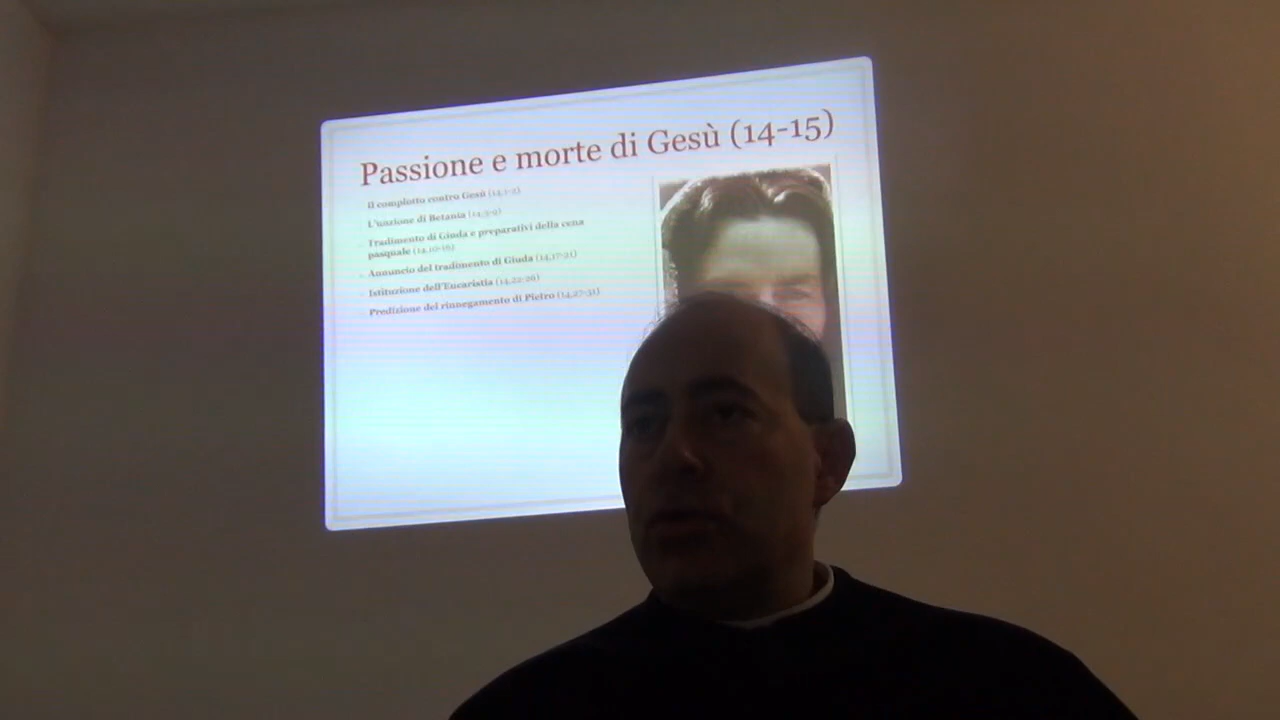 Passione e morte di Gesù (14-15)
Il complotto contro Gesù (14,1-2)
L'unzione di Betania (14,3-9)
Tradimento di Giuda e preparativi della cena
pasquale (14,10-16)
Annuncio del tradimento di Giuda (14,17-21)
Istituzione dell'Eucaristia (14,22-26)
Predizione del rinnegamento di Pietro (14,27-31)